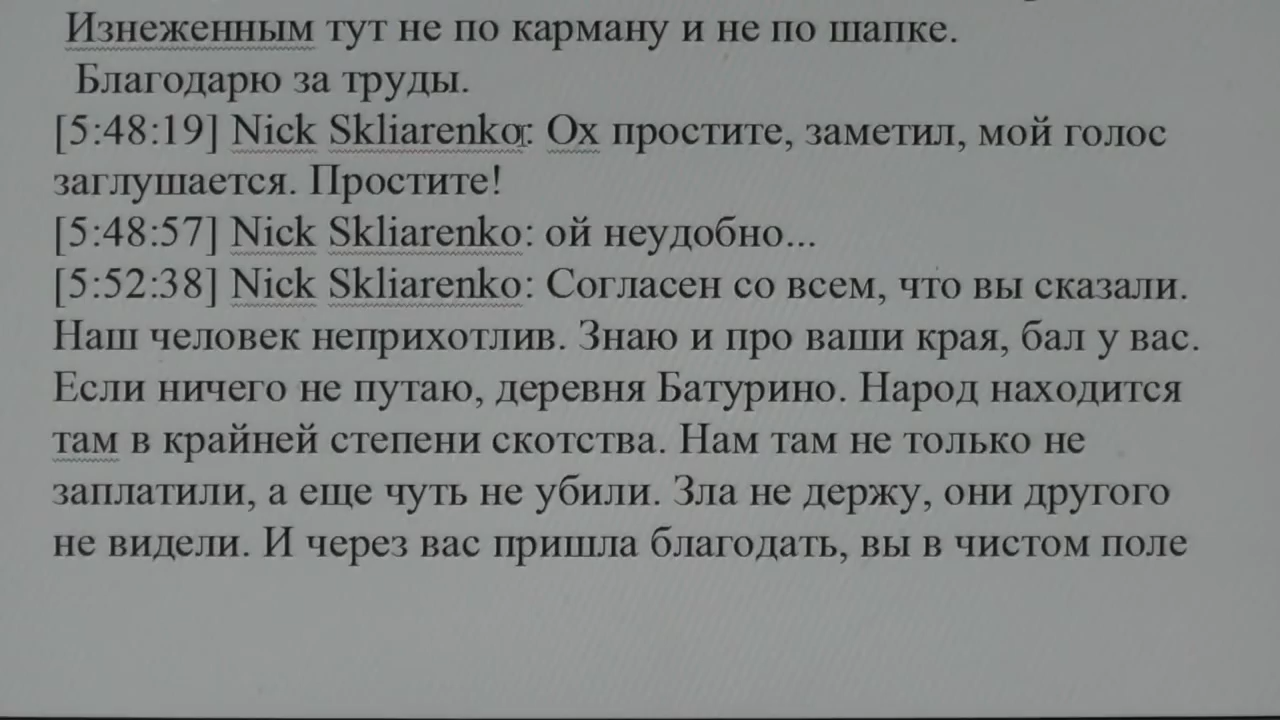 Изнеженным тут не по карману и не по шапке.
Благодарю за труды.
[5:48:19] Nick Skliarenko: Ох простите, заметил, мой голос
заглушается. Простите!
[5:48:57] Nick Skliarenko: ой неудобно...
[5:52:38] Nick Skliarenko: Согласен со всем, что вы сказали.
Наш человек неприхотлив. Знаю и про ваши края, бал у вас.
Если ничего не путаю, деревня Батурино. Народ находится
там в крайней степени скотства. Нам там не только не
заплатили, а еще чуть не убили. Зла не держу, они другого
не видели. И через вас пришла благодать, вы в чистом поле